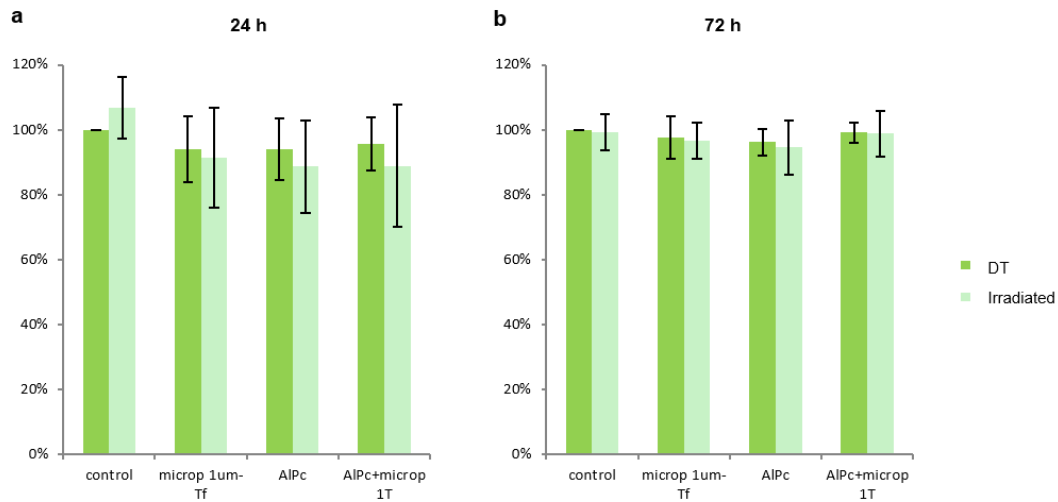 a
24 h
120%
100%
80%
60%
40%
20%
0%
control
microp 1um-
Tf
AlPc
AlPc+microp
1T
b
72 h
120%
100%
80%
60%
40%
20%
0%
control
microp 1um-
Tf
AlPc
AlPc+microp
1T
DT
Irradiated